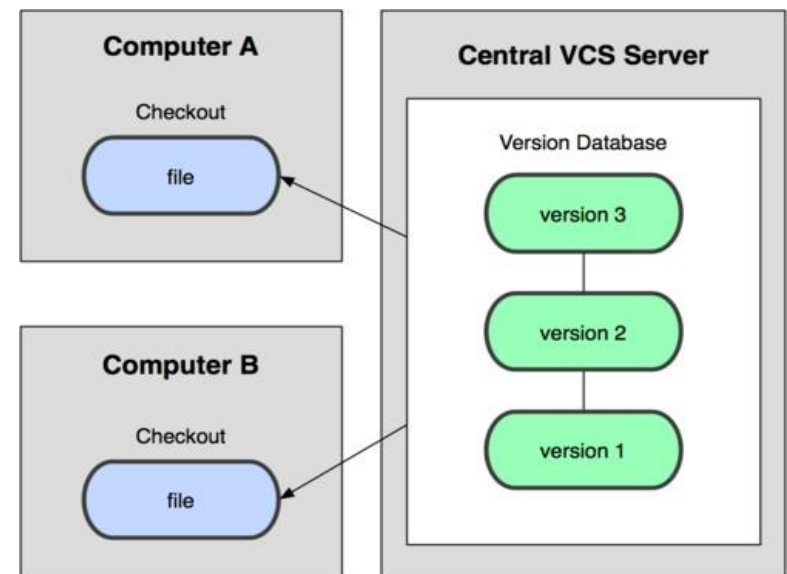 Computer A
Checkout
file
Computer B
Checkout
file
Central VCS Server
Version Database
version 3
version 2
version 1